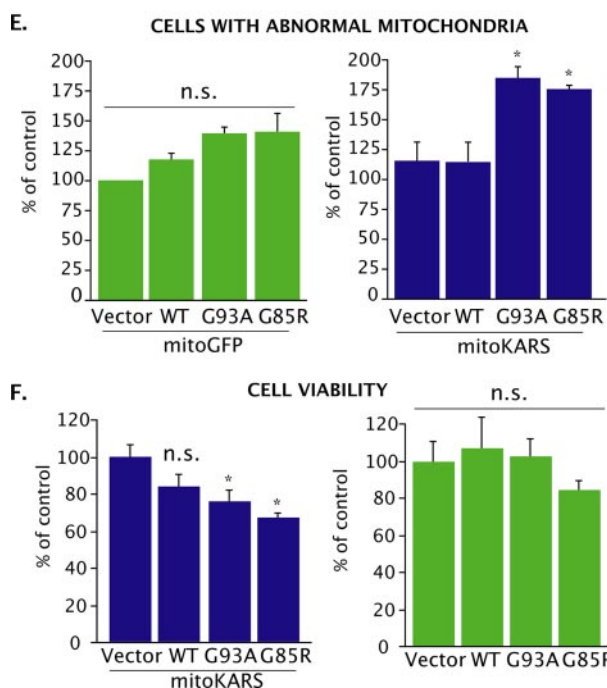 E. CELLS WITH ABNORMAL MITOCHONDRIA
% of control
200
175
150
125
100
75
50
25
0
n.s.
Vector WT G93A G85R
mitoGFP
% of control
200
175
150
125
100
75
50
25
0
* *
Vector WT G93A G85R
mitoKARS
F. CELL VIABILITY
% of control
120
100
80
60
40
20
0
n.s. * *
Vector WT G93A G85R
mitoKARS
% of control
120
100
80
60
40
20
0
n.s.
Vector WT G93A G85R